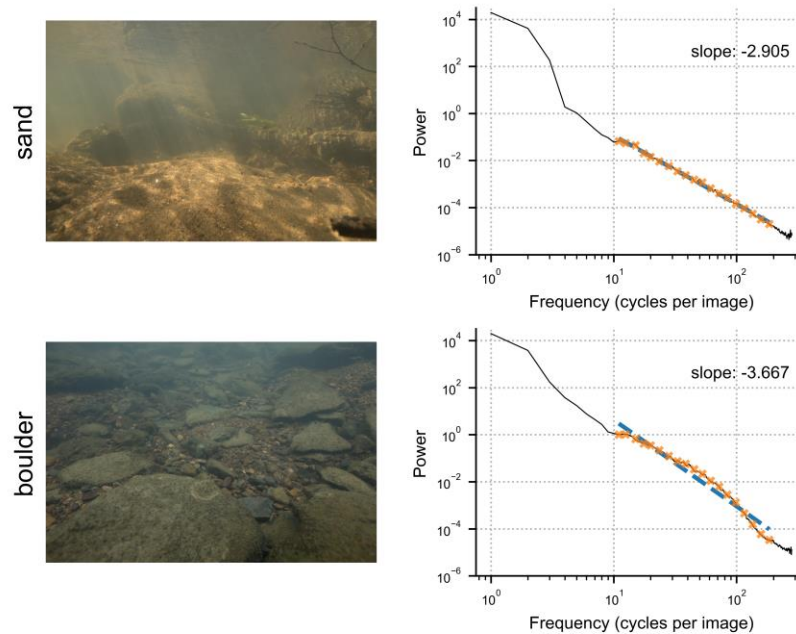 sand
Power
10^4
10^2
10^0
10^-2
10^-4
10^-6
slope: -2.905
10^0
10^1
10^2
Frequency (cycles per image)
boulder
Power
10^4
10^2
10^0
10^-2
10^-4
10^-6
slope: -3.667
10^0
10^1
10^2
Frequency (cycles per image)